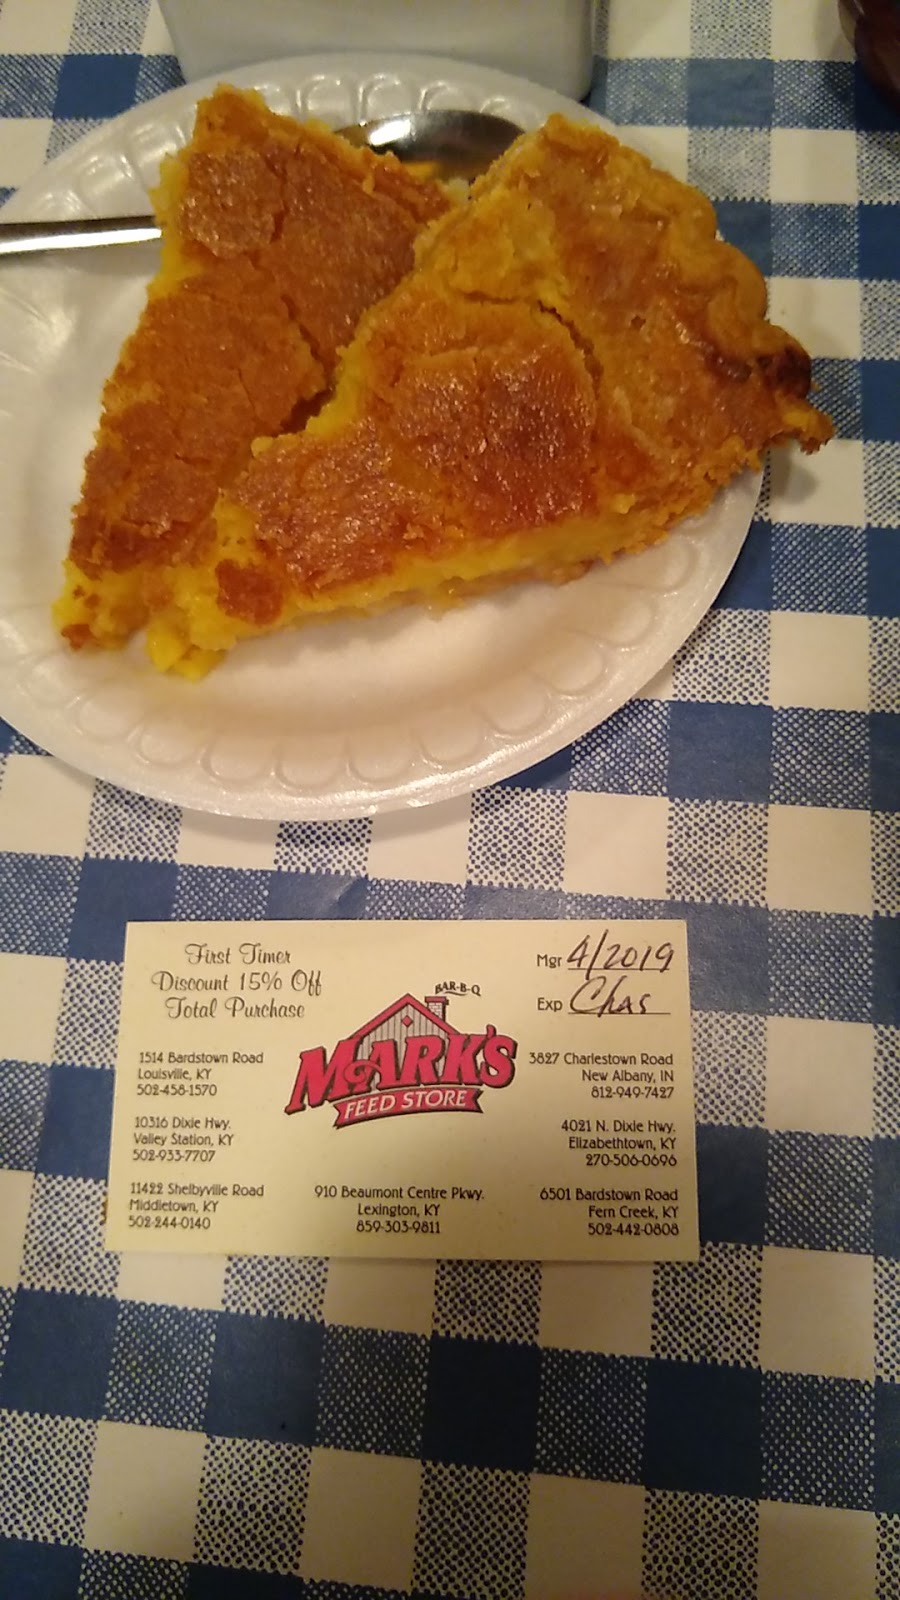 First Timer
Discount 15% Off
Total Purchase
Mgr 4/2019
Exp Chas
BAR-B-Q
MARK'S
FEED STORE
1514 Bardstown Road
Louisville, KY
502-458-1570
10316 Dixie Hwy.
Valley Station, KY
502-933-7707
11422 Shelbyville Road
Middletown, KY
502-244-0140
910 Beaumont Centre Pkwy.
Lexington, KY
859-303-9811
3827 Charlestown Road
New Albany, IN
812-949-7427
4021 N. Dixie Hwy.
Elizabethtown, KY
270-506-0696
6501 Bardstown Road
Fern Creek, KY
502-442-0808